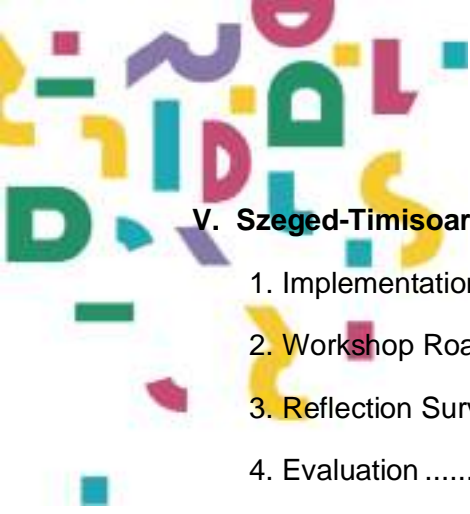 V. Szeged-Timisoar
1. Implementation
2. Workshop Roa
3. Reflection Surv
4. Evaluation .......